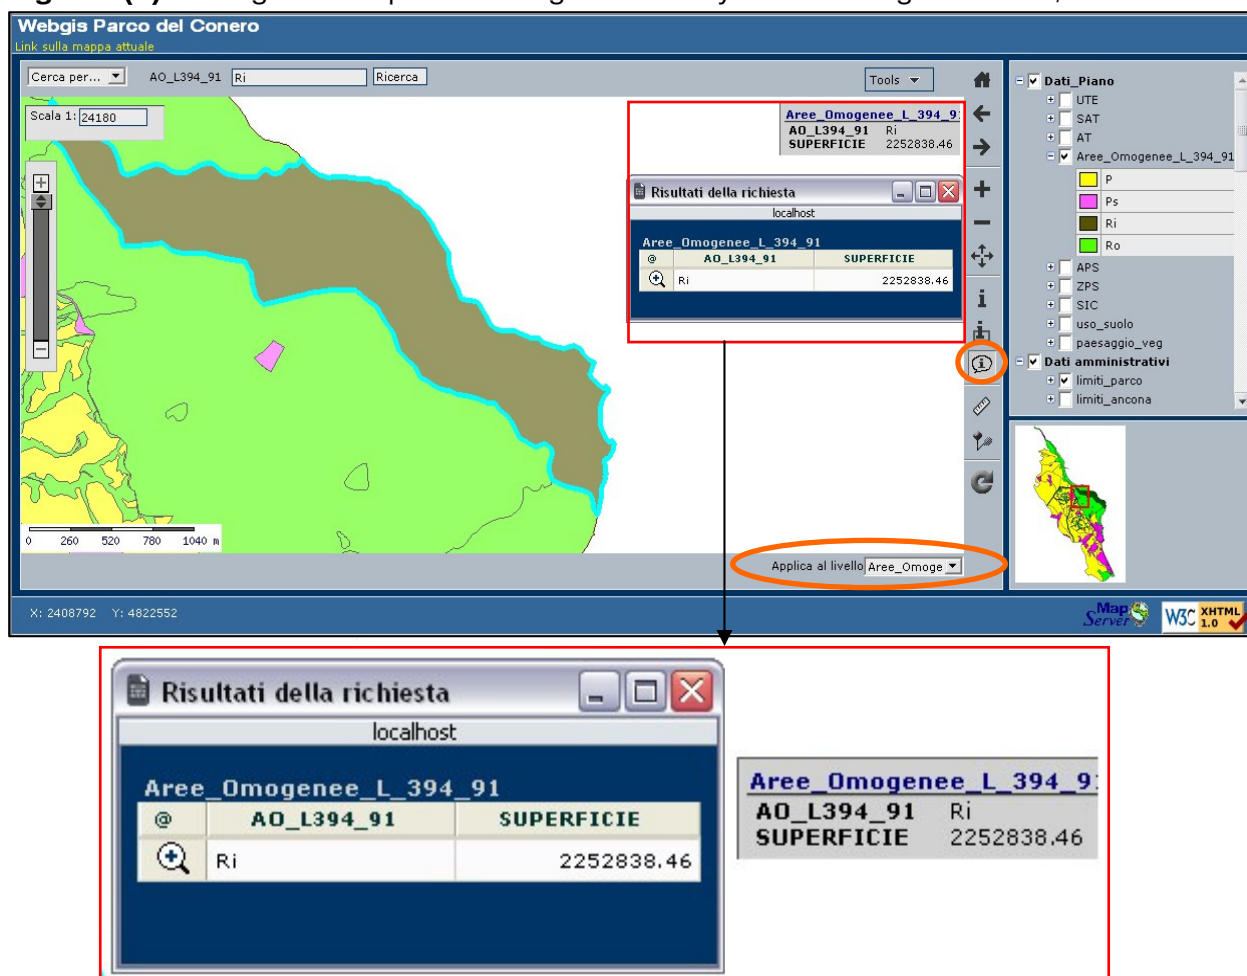 Webgis Parco del Conero
Link sulla mappa attuale
Cerca per...
AO_L394_91
Ri
Ricerca
Tools
Scala 1: 24180
Aree_Omogenee_L_394_9
AO_L394_91 Ri
SUPERFICIE 2252838.46
Risultati della richiesta
localhost
Aree_Omogenee_L_394_91
@ AO_L394_91 SUPERFICIE
Ri 2252838.46
Dati_Piano
UTE
SAT
AT
Aree_Omogenee_L_394_91
P
Ps
Ri
Ro
APS
ZPS
SIC
uso_suolo
paesaggio_veg
Dati amministrativi
limiti_parco
limiti_ancona
0 260 520 780 1040 m
Applica al livello Aree_Omoge
X: 2408792 Y: 4822552
Map
Server
W3C XHTML
1.0
Risultati della richiesta
localhost
Aree_Omogenee_L_394_91
@ AO_L394_91 SUPERFICIE
Ri 2252838.46
Aree_Omogenee_L_394_9
AO_L394_91 Ri
SUPERFICIE 2252838.46